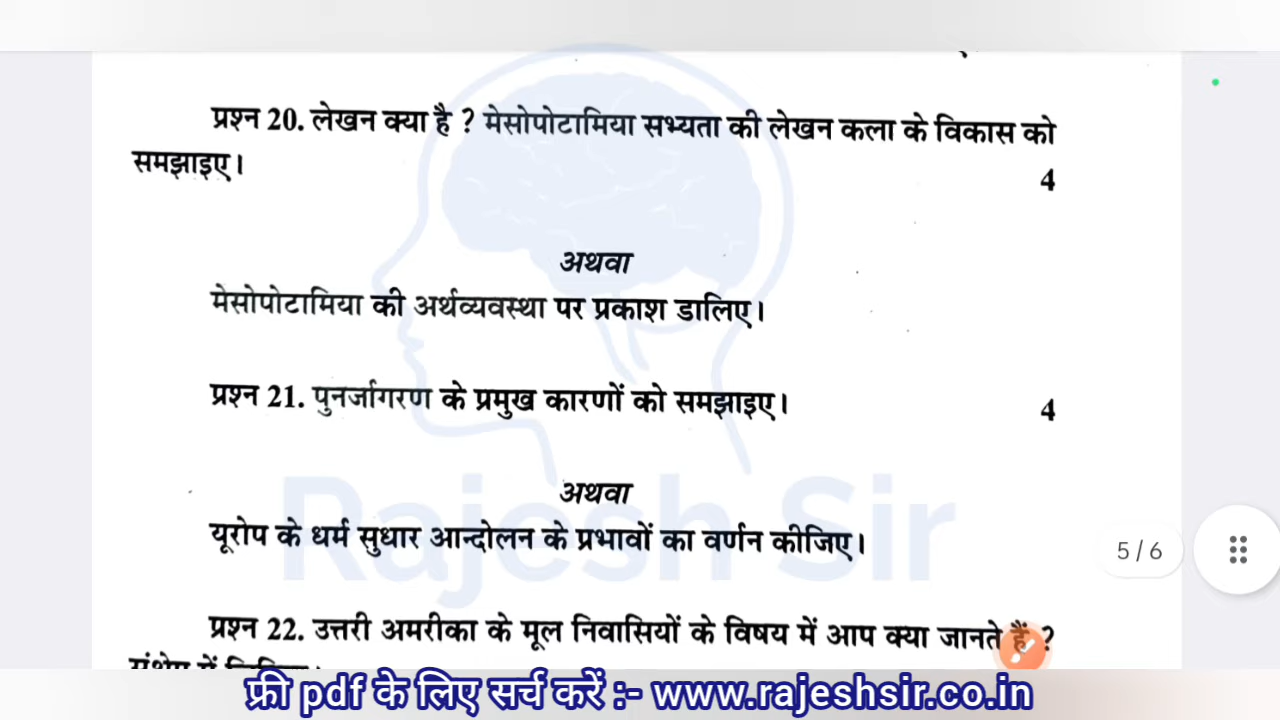 प्रश्न 20. लेखन क्या है ? मेसोपोटामिया सभ्यता की लेखन कला के विकास को
समझाइए।
4
अथवा
मेसोपोटामिया की अर्थव्यवस्था पर प्रकाश डालिए।
प्रश्न 21. पुनर्जागरण के प्रमुख कारणों को समझाइए।
4
अथवा
यूरोप के धर्म सुधार आन्दोलन के प्रभावों का वर्णन कीजिए।
Rajesh Sir
5 / 6
प्रश्न 22. उत्तरी अमरीका के मूल निवासियों के विषय में आप क्या जानते हैं ?
फ्री pdf के लिए सर्च करें :- www.rajeshsir.co.in